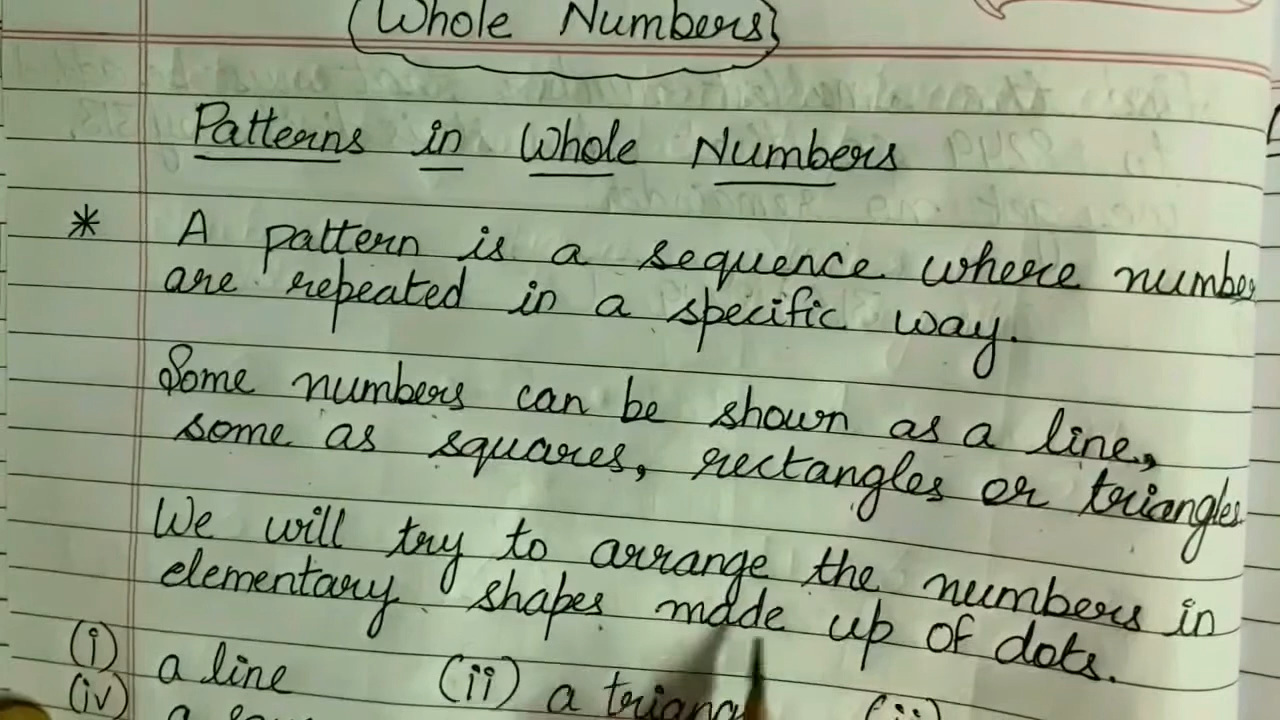 Whole Numbers
Patterns in Whole Numbers
* A pattern is a sequence where number
are repeated in a specific way.
Some numbers can be shown as a line,
some as squares, rectangles or triangles
We will try to arrange the numbers in
elementary shapes made up of dots.
(i) a line (ii) a triang
(iv) a